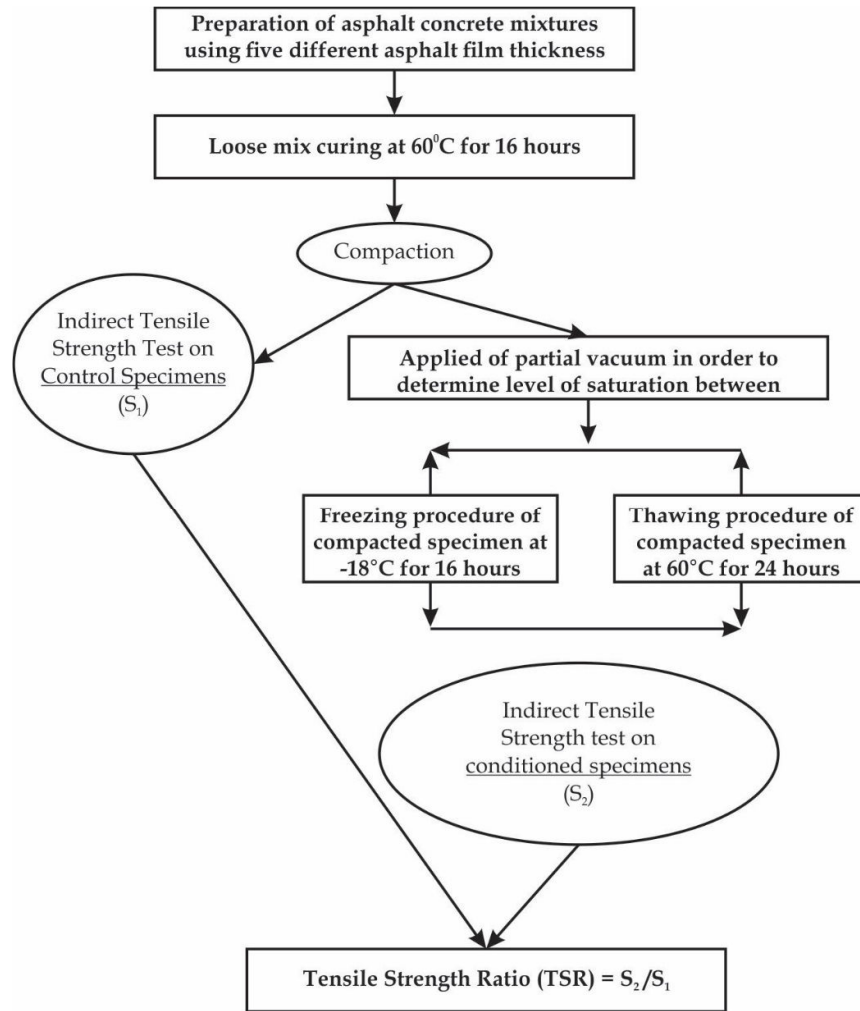 Preparation of asphalt concrete mixtures
using five different asphalt film thickness
Loose mix curing at 60⁰C for 16 hours
Compaction
Indirect Tensile
Strength Test on
Control Specimens
(S₁)
Applied of partial vacuum in order to
determine level of saturation between
Freezing procedure of
compacted specimen at
-18°C for 16 hours
Thawing procedure of
compacted specimen
at 60°C for 24 hours
Indirect Tensile
Strength test on
conditioned specimens
(S₂)
Tensile Strength Ratio (TSR) = S₂/S₁